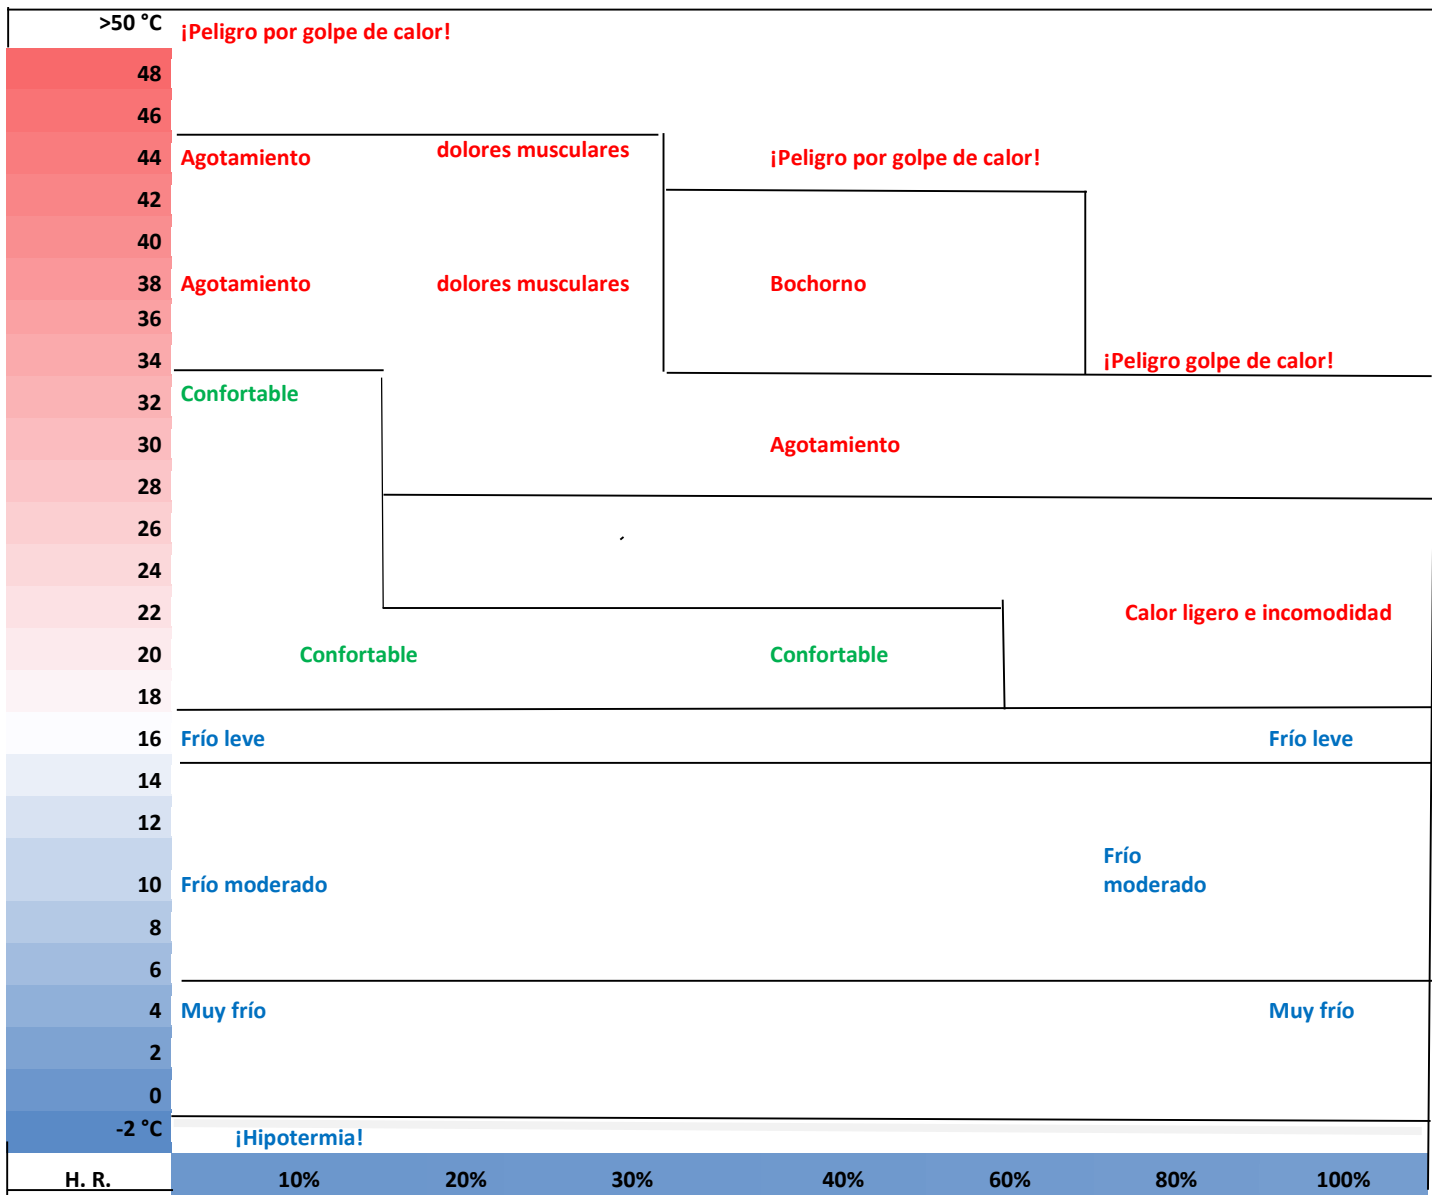 >50 °C ¡Peligro por golpe de calor!
48
46
44 Agotamiento dolores musculares ¡Peligro por golpe de calor!
42
40
38 Agotamiento dolores musculares Bochorno
36
34 ¡Peligro golpe de calor!
Confortable
32
30 Agotamiento
28
26
24
22 Calor ligero e incomodidad
20 Confortable Confortable
18
16 Frío leve Frío leve
14
12
Frío
10 Frío moderado moderado
8
6
4 Muy frío Muy frío
2
0
-2 °C
¡Hipotermia!
H. R. 10% 20% 30% 40% 60% 80% 100%